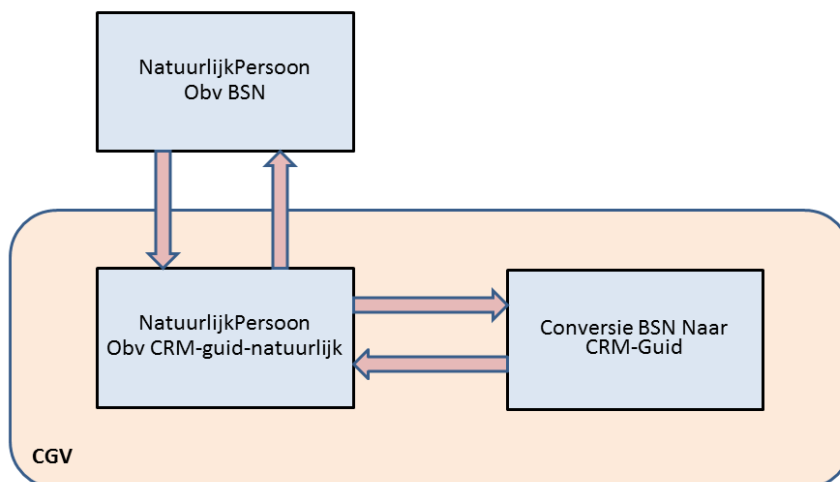 NatuurlijkPersoon
Obv BSN
NatuurlijkPersoon
Obv CRM-guid-natuurlijk
Conversie BSN Naar
CRM-Guid
CGV